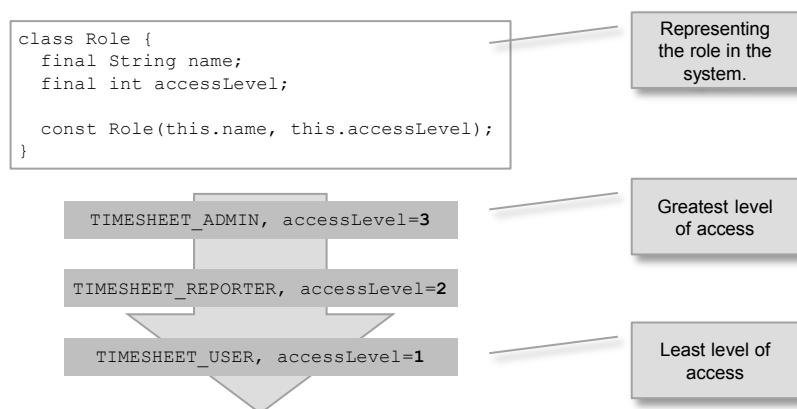 class Role {
final String name;
final int accessLevel;
const Role(this.name, this.accessLevel);
}
Representing
the role in the
system.
TIMESHEET_ADMIN, accessLevel=3
Greatest level
of access
TIMESHEET_REPORTER, accessLevel=2
TIMESHEET_USER, accessLevel=1
Least level of
access